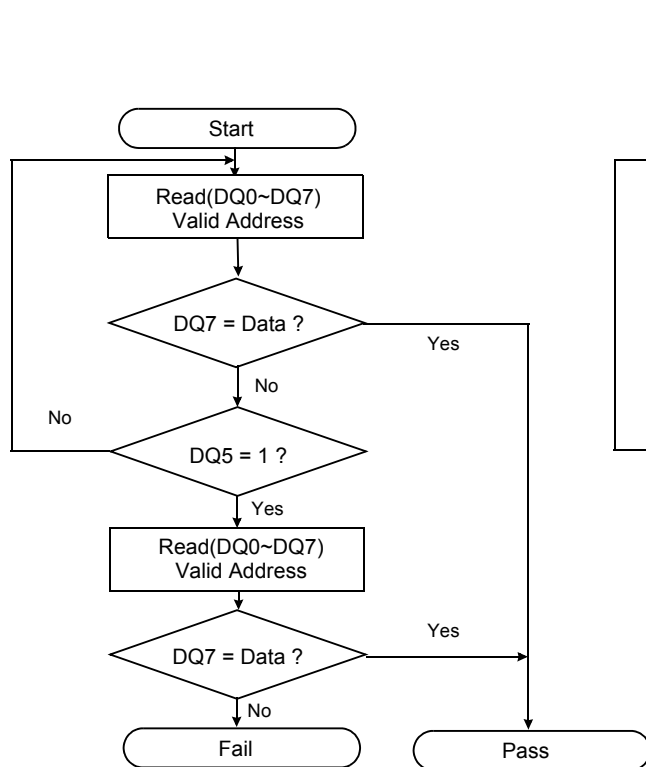 Start
Read(DQ0~DQ7)
Valid Address
DQ7 = Data ?
Yes
No
No
DQ5 = 1 ?
Yes
Read(DQ0~DQ7)
Valid Address
DQ7 = Data ?
Yes
No
Fail
Pass